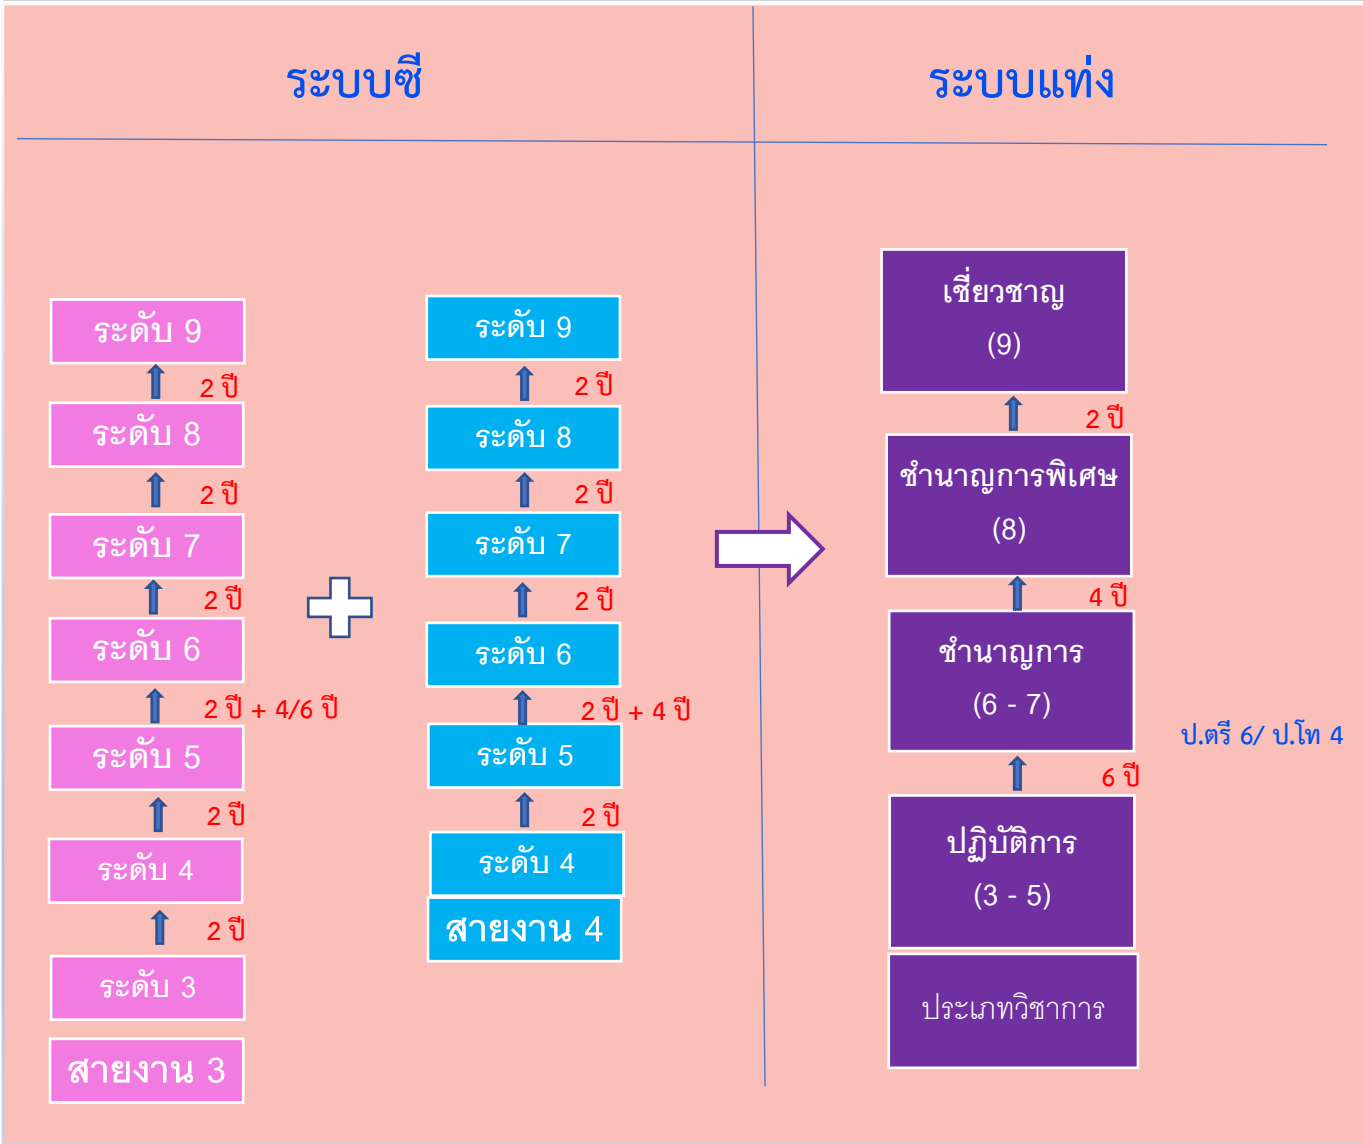 ระบบซี
ระบบแท่ง
ระดับ 9
2 ปี
ระดับ 8
2 ปี
ระดับ 7
2 ปี
ระดับ 6
2 ปี + 4/6 ปี
ระดับ 5
2 ปี
ระดับ 4
2 ปี
ระดับ 3
สายงาน 3
ระดับ 9
2 ปี
ระดับ 8
2 ปี
ระดับ 7
2 ปี
ระดับ 6
2 ปี + 4 ปี
ระดับ 5
2 ปี
ระดับ 4
สายงาน 4
เชี่ยวชาญ
(9)
2 ปี
ชำนาญการพิเศษ
(8)
4 ปี
ชำนาญการ
(6 - 7)
ป.ตรี 6/ ป.โท 4
6 ปี
ปฏิบัติการ
(3 - 5)
ประเภทวิชาการ